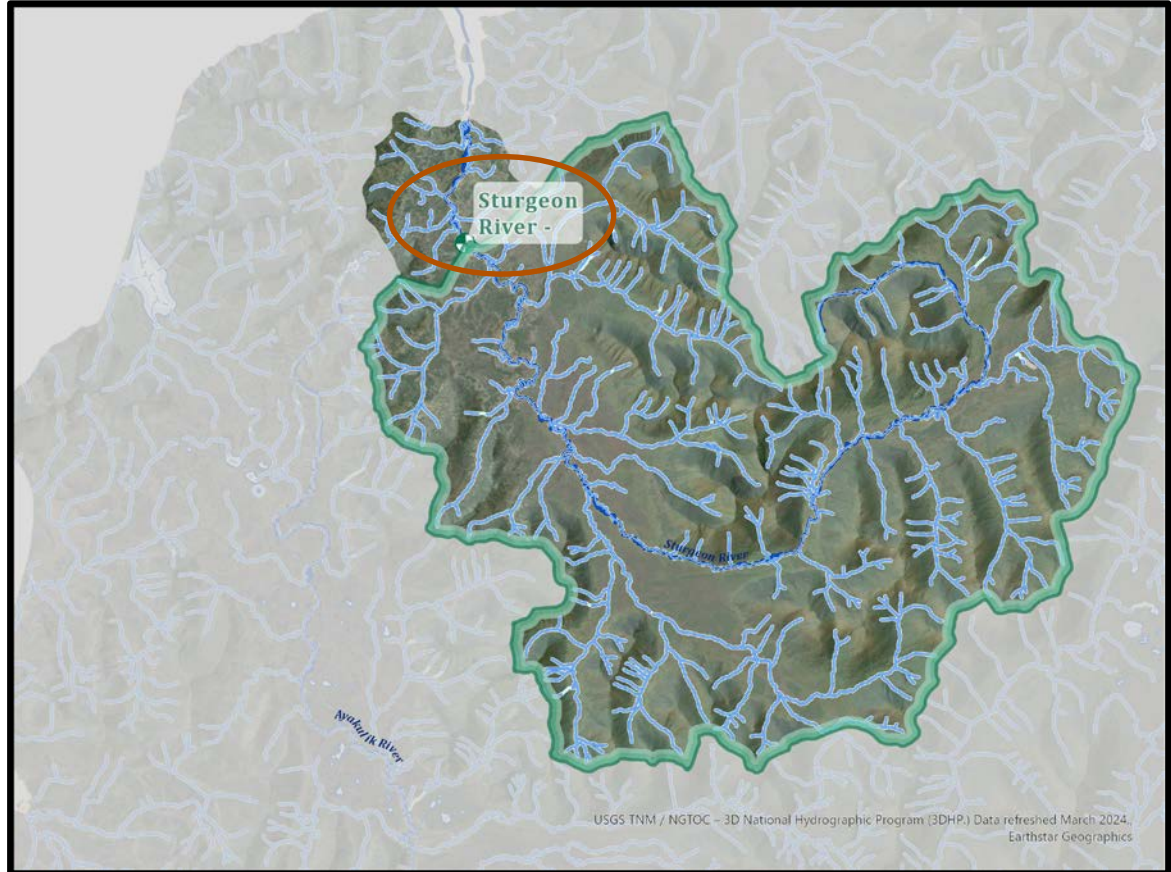 Sturgeon
River -
Sturgeon River
Ayakulik River
USGS TNM / NGTOC – 3D National Hydrographic Program (3DHP.) Data refreshed March 2024.,
Earthstar Geographics